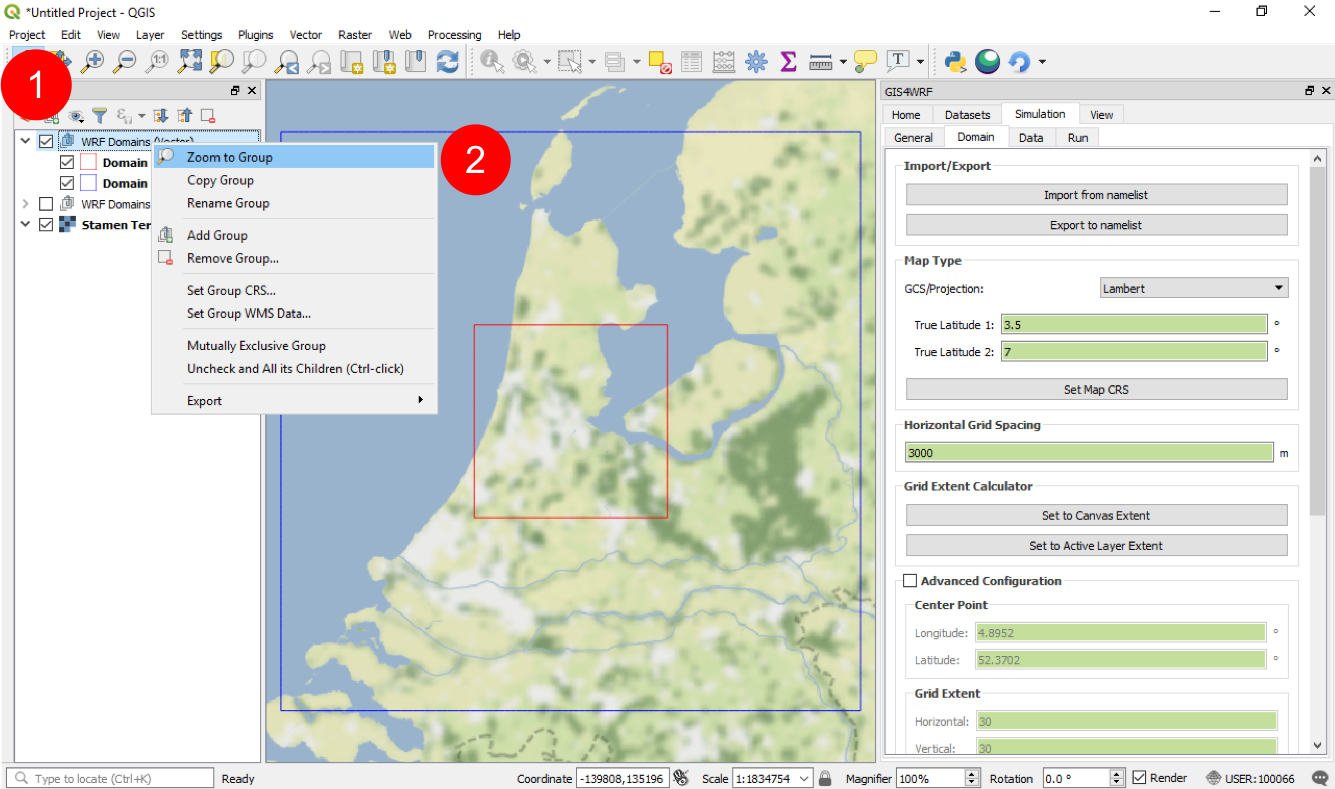 *Untitled Project - QGIS
Project Edit View Layer Settings Plugins Vector Raster Web Processing Help
1:1
T
1
GIS4WRF
Home Datasets Simulation View
General Domain Data Run
WRF Domains (Vector)
Domain
Domain
WRF Domains
Stamen Ter
2
Zoom to Group
Copy Group
Rename Group
Add Group
Remove Group...
Set Group CRS...
Set Group WMS Data...
Mutually Exclusive Group
Uncheck and All its Children (Ctrl-click)
Export
Import/Export
Import from namelist
Export to namelist
Map Type
GCS/Projection: Lambert
True Latitude 1: 3.5 °
True Latitude 2: 7 °
Set Map CRS
Horizontal Grid Spacing
3000 m
Grid Extent Calculator
Set to Canvas Extent
Set to Active Layer Extent
Advanced Configuration
Center Point
Longitude: 4.8952 °
Latitude: 52.3702 °
Grid Extent
Horizontal: 30
Vertical: 30
Type to locate (Ctrl+K) Ready Coordinate -139808,135196 Scale 1:1834754 Magnifier 100% Rotation 0.0 ° Render USER:100066